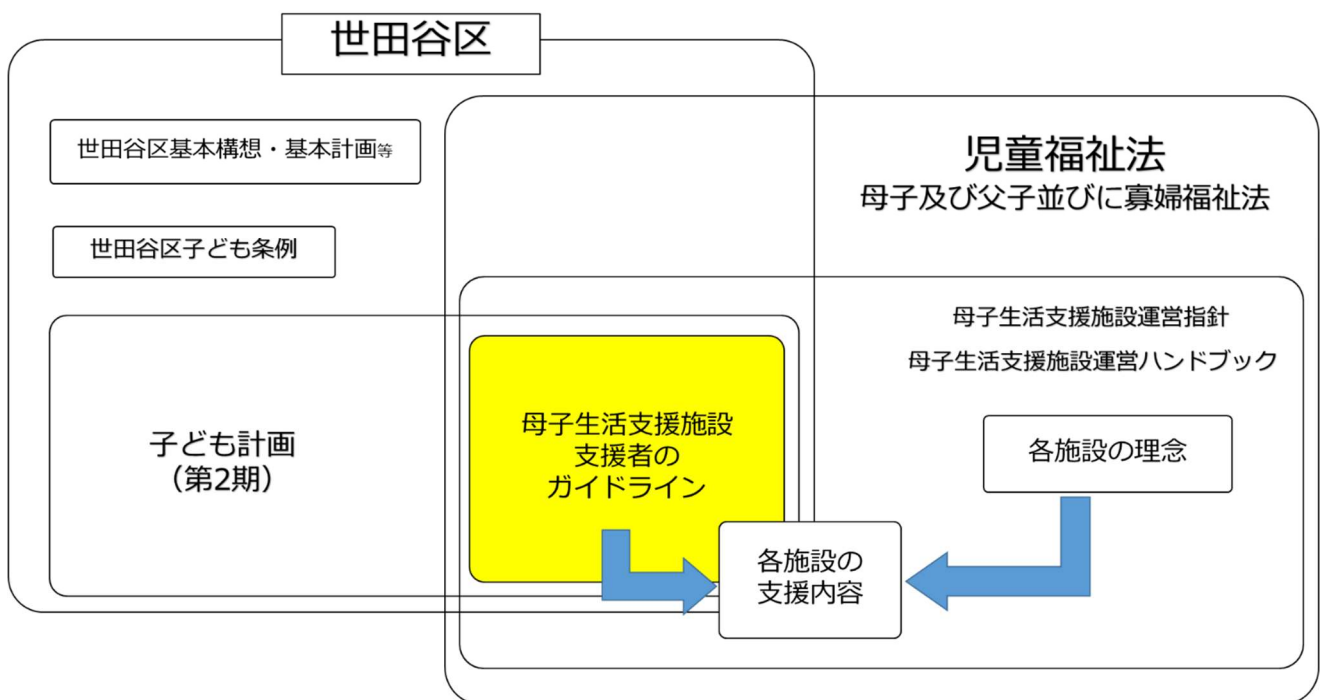 世田谷区
世田谷区基本構想・基本計画等
世田谷区子ども条例
児童福祉法
母子及び父子並びに寡婦福祉法
母子生活支援施設運営指針
母子生活支援施設運営ハンドブック
子ども計画
（第2期）
母子生活支援施設
支援者の
ガイドライン
各施設の理念
各施設の
支援内容